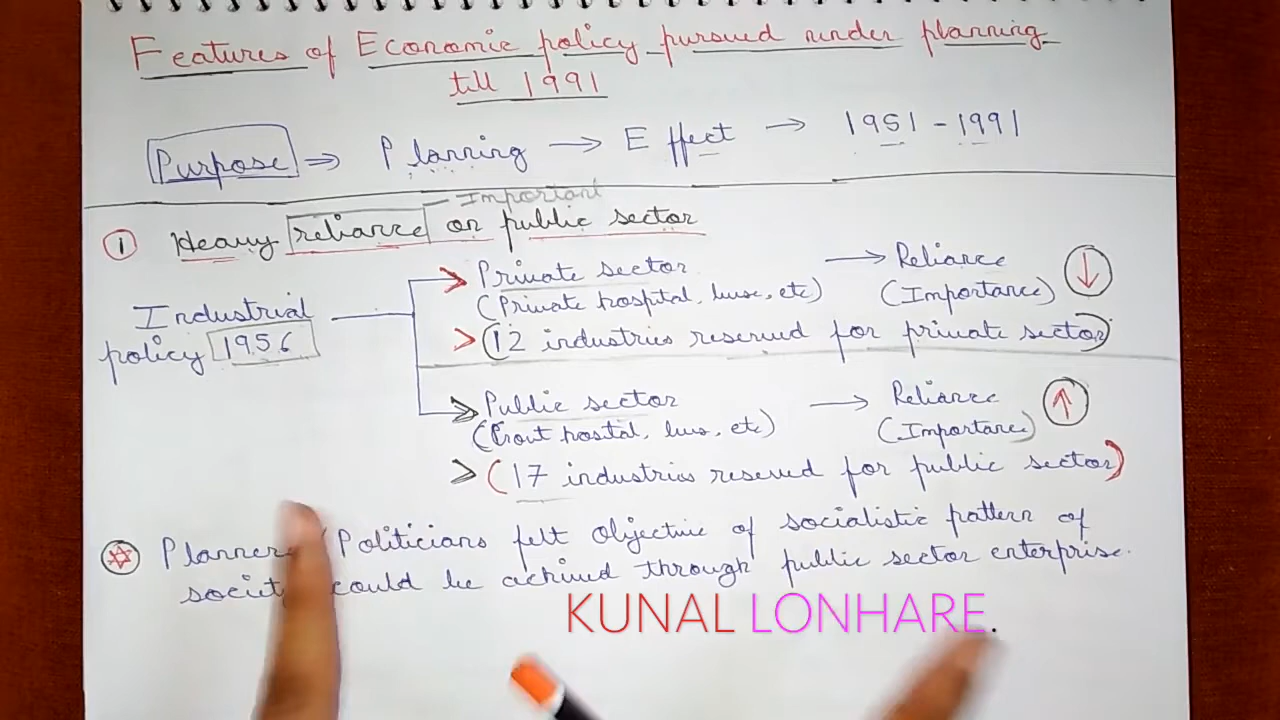 Features of Economic policy pursued under planning
till 1991
Purpose ⇒ Planning → Effect → 1951 - 1991
Important
① Heavy reliance on public sector
Industrial policy 1956
> Private sector → Reliance ↓
(Private hospital, buse, etc) (Importance)
> (12 industries reserved for private sector)
> Public sector → Reliance ↑
(Govt hosital, bus, etc) (Importance)
> (17 industries reserved for public sector)
Planners / Politicians felt objective of socialistic pattern of
society could be achived through public sector enterprise.
KUNAL LONHARE.